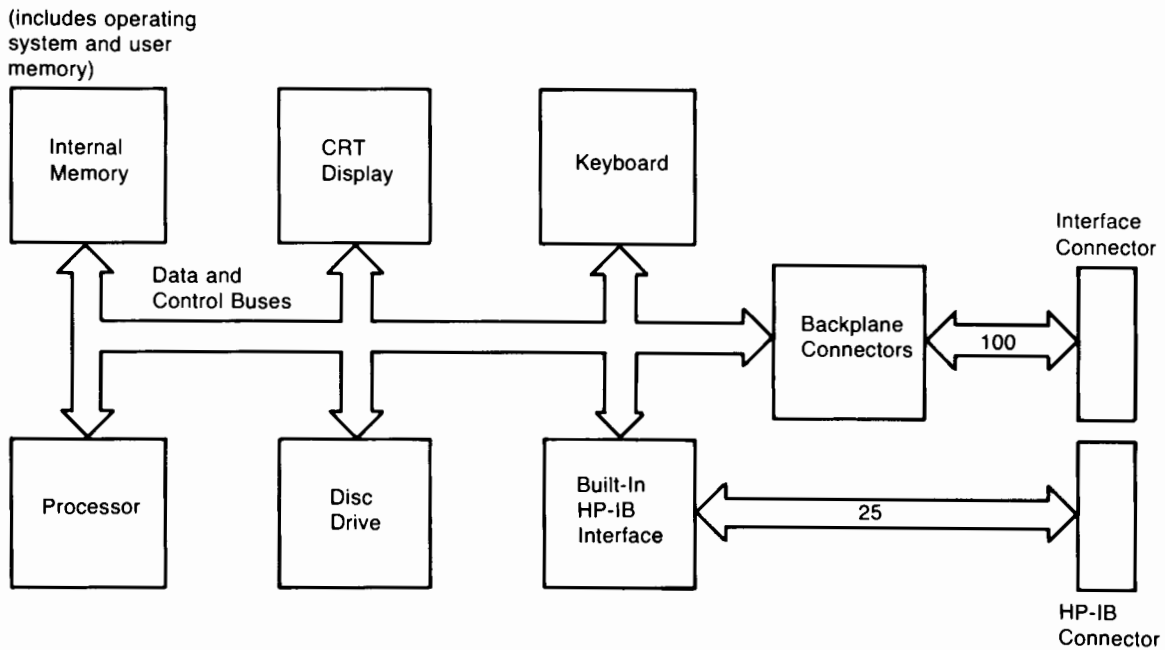 (includes operating
system and user
memory)
Internal
Memory
CRT
Display
Keyboard
Interface
Connector
Data and
Control Buses
Backplane
Connectors
100
Processor
Disc
Drive
Built-In
HP-IB
Interface
25
HP-IB
Connector